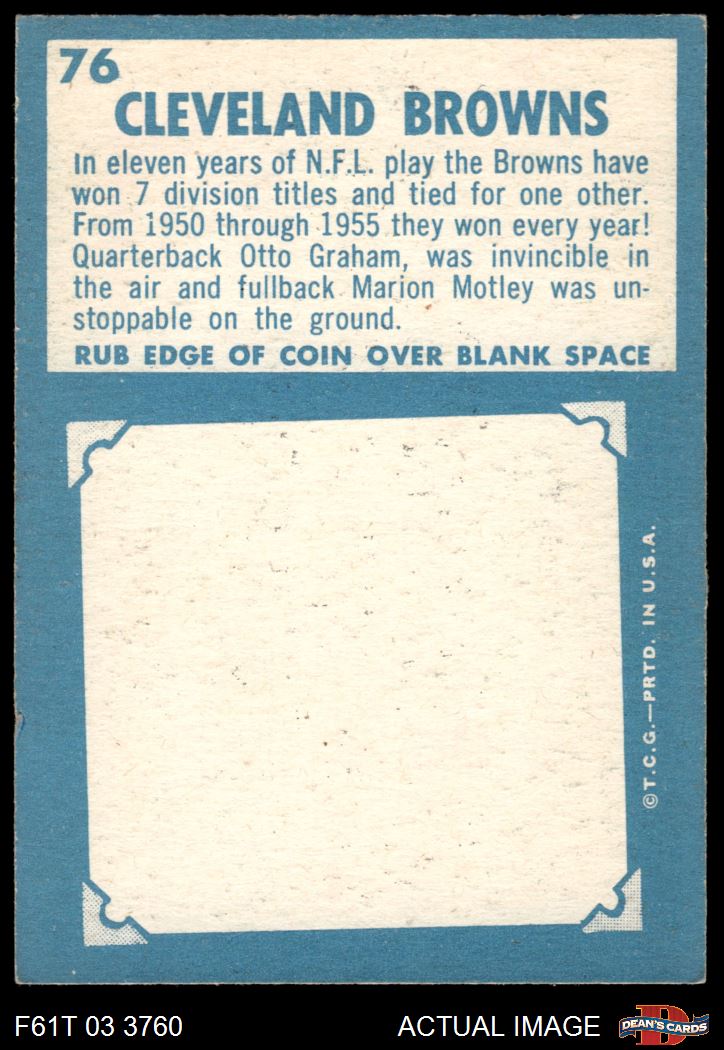 76
CLEVELAND BROWNS
In eleven years of N.F.L. play the Browns have
won 7 division titles and tied for one other.
From 1950 through 1955 they won every year!
Quarterback Otto Graham, was invincible in
the air and fullback Marion Motley was un-
stoppable on the ground.
RUB EDGE OF COIN OVER BLANK SPACE
©T.C.G.—PRTD. IN U.S.A.
F61T 03 3760
ACTUAL IMAGE
D
DEAN'S CARDS